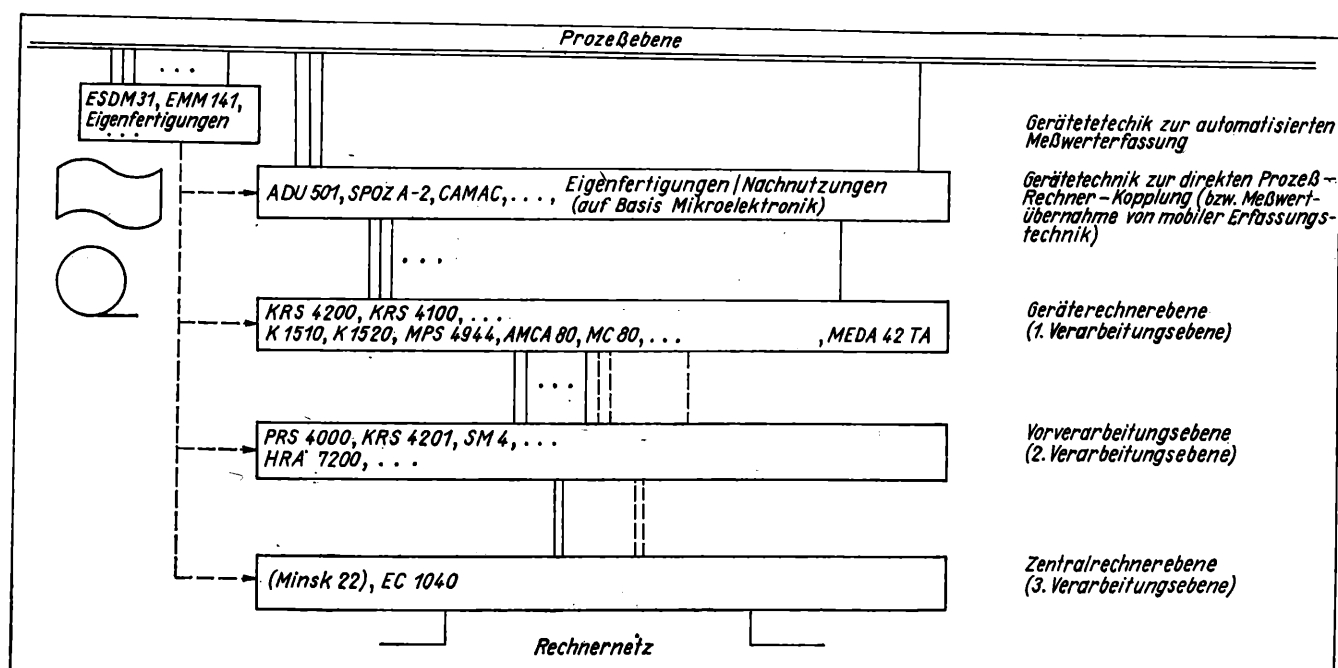 Prozeßebene
ESDM31, EMM 141,
Eigenfertigungen
...
Gerätetetechik zur automatisierten
Meßwerterfassung
ADU 501, SPOZ A-2, CAMAC, ..., Eigenfertigungen / Nachnutzungen
(auf Basis Mikroelektronik)
Gerätetechnik zur direkten Prozeß-
Rechner-Kopplung (bzw. Meßwert-
übernahme von mobiler Erfassungs-
technik)
KRS 4200, KRS 4100, ...
K 1510, K 1520, MPS 4944, AMCA 80, MC 80, ... , MEDA 42 TA
Geräterechnerebene
(1. Verarbeitungsebene)
PRS 4000, KRS 4201, SM 4, ...
HRA 7200, ...
Vorverarbeitungsebene
(2. Verarbeitungsebene)
(Minsk 22), EC 1040
Zentralrechnerebene
(3. Verarbeitungsebene)
Rechnernetz